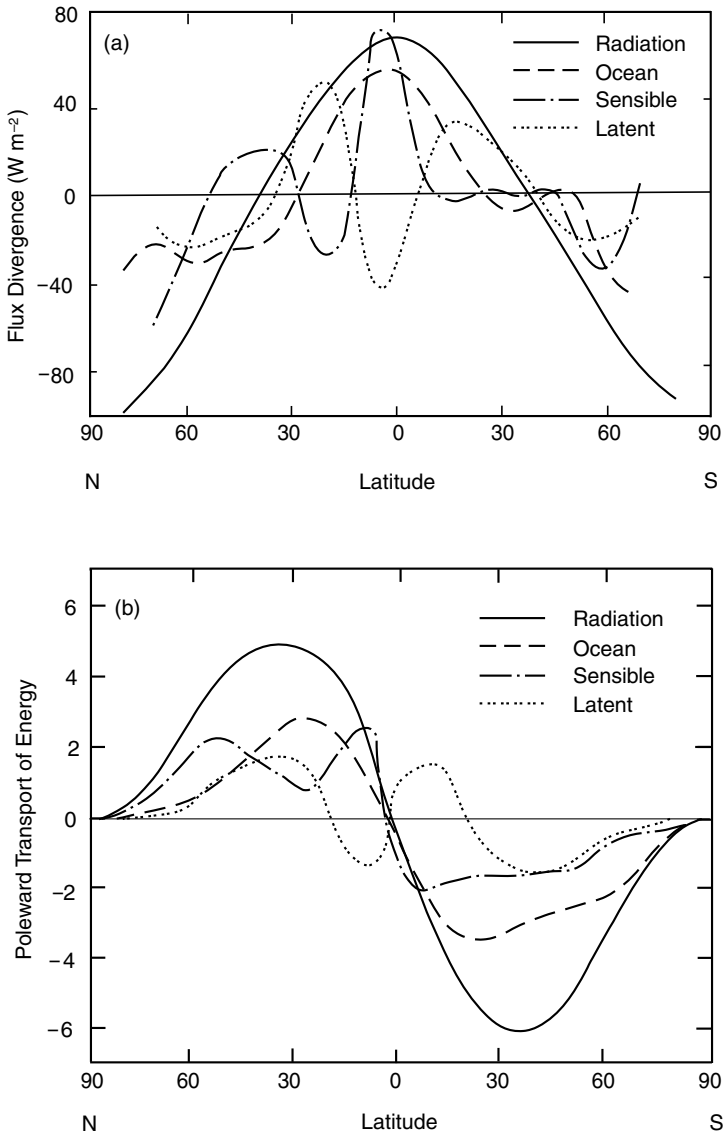 80
(a)
Radiation
Ocean
Sensible
Latent
40
0
−40
−80
Flux Divergence (W m⁻²)
90 60 30 0 30 60 90
N Latitude S
6
(b)
Radiation
Ocean
Sensible
Latent
4
2
0
−2
−4
−6
Poleward Transport of Energy
90 60 30 0 30 60 90
N Latitude S